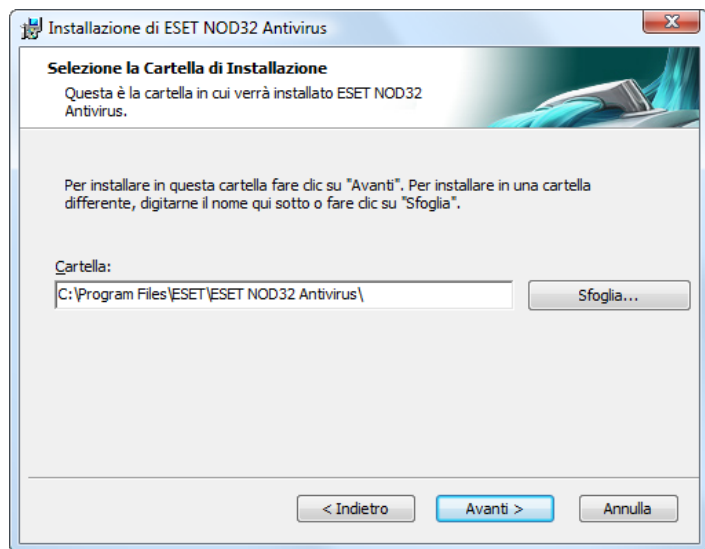 Installazione di ESET NOD32 Antivirus
Selezione la Cartella di Installazione
Questa è la cartella in cui verrà installato ESET NOD32
Antivirus.
Per installare in questa cartella fare clic su "Avanti". Per installare in una cartella
differente, digitarne il nome qui sotto o fare clic su "Sfoglia".
Cartella:
C:\Program Files\ESET\ESET NOD32 Antivirus\
Sfoglia...
< Indietro
Avanti >
Annulla